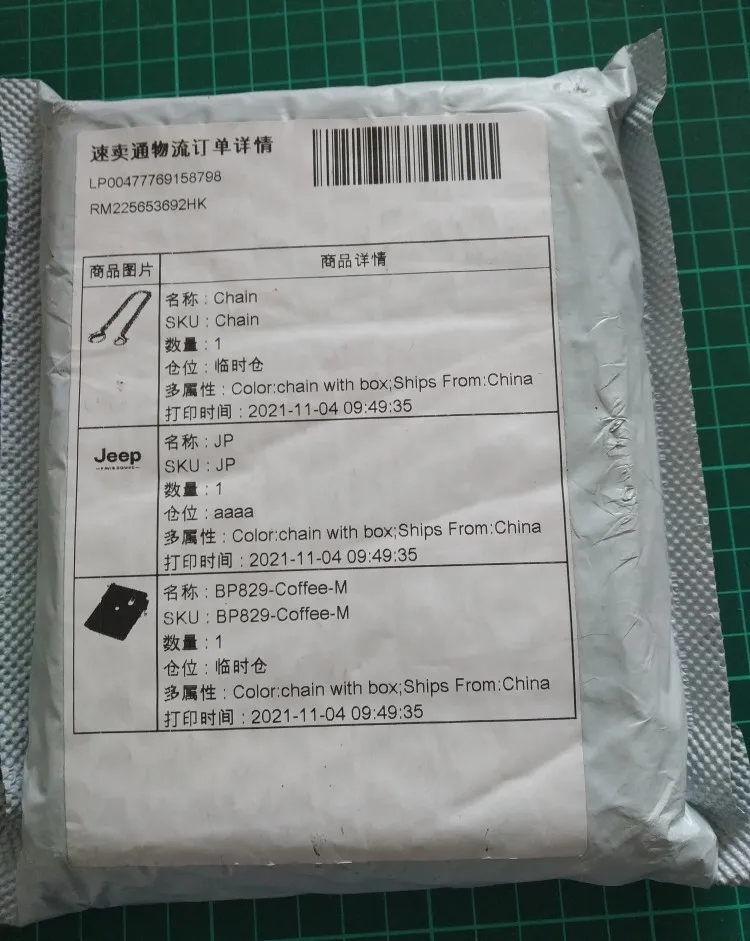 速卖通物流订单详情
LP00477769158798
RM225653692HK
商品图片
商品详情
名称 : Chain
SKU : Chain
数量 : 1
仓位 : 临时仓
多属性 : Color:chain with box;Ships From:China
打印时间 : 2021-11-04 09:49:35
Jeep
名称 : JP
SKU : JP
数量 : 1
仓位 : aaaa
多属性 : Color:chain with box;Ships From:China
打印时间 : 2021-11-04 09:49:35
名称 : BP829-Coffee-M
SKU : BP829-Coffee-M
数量 : 1
仓位 : 临时仓
多属性 : Color:chain with box;Ships From:China
打印时间 : 2021-11-04 09:49:35